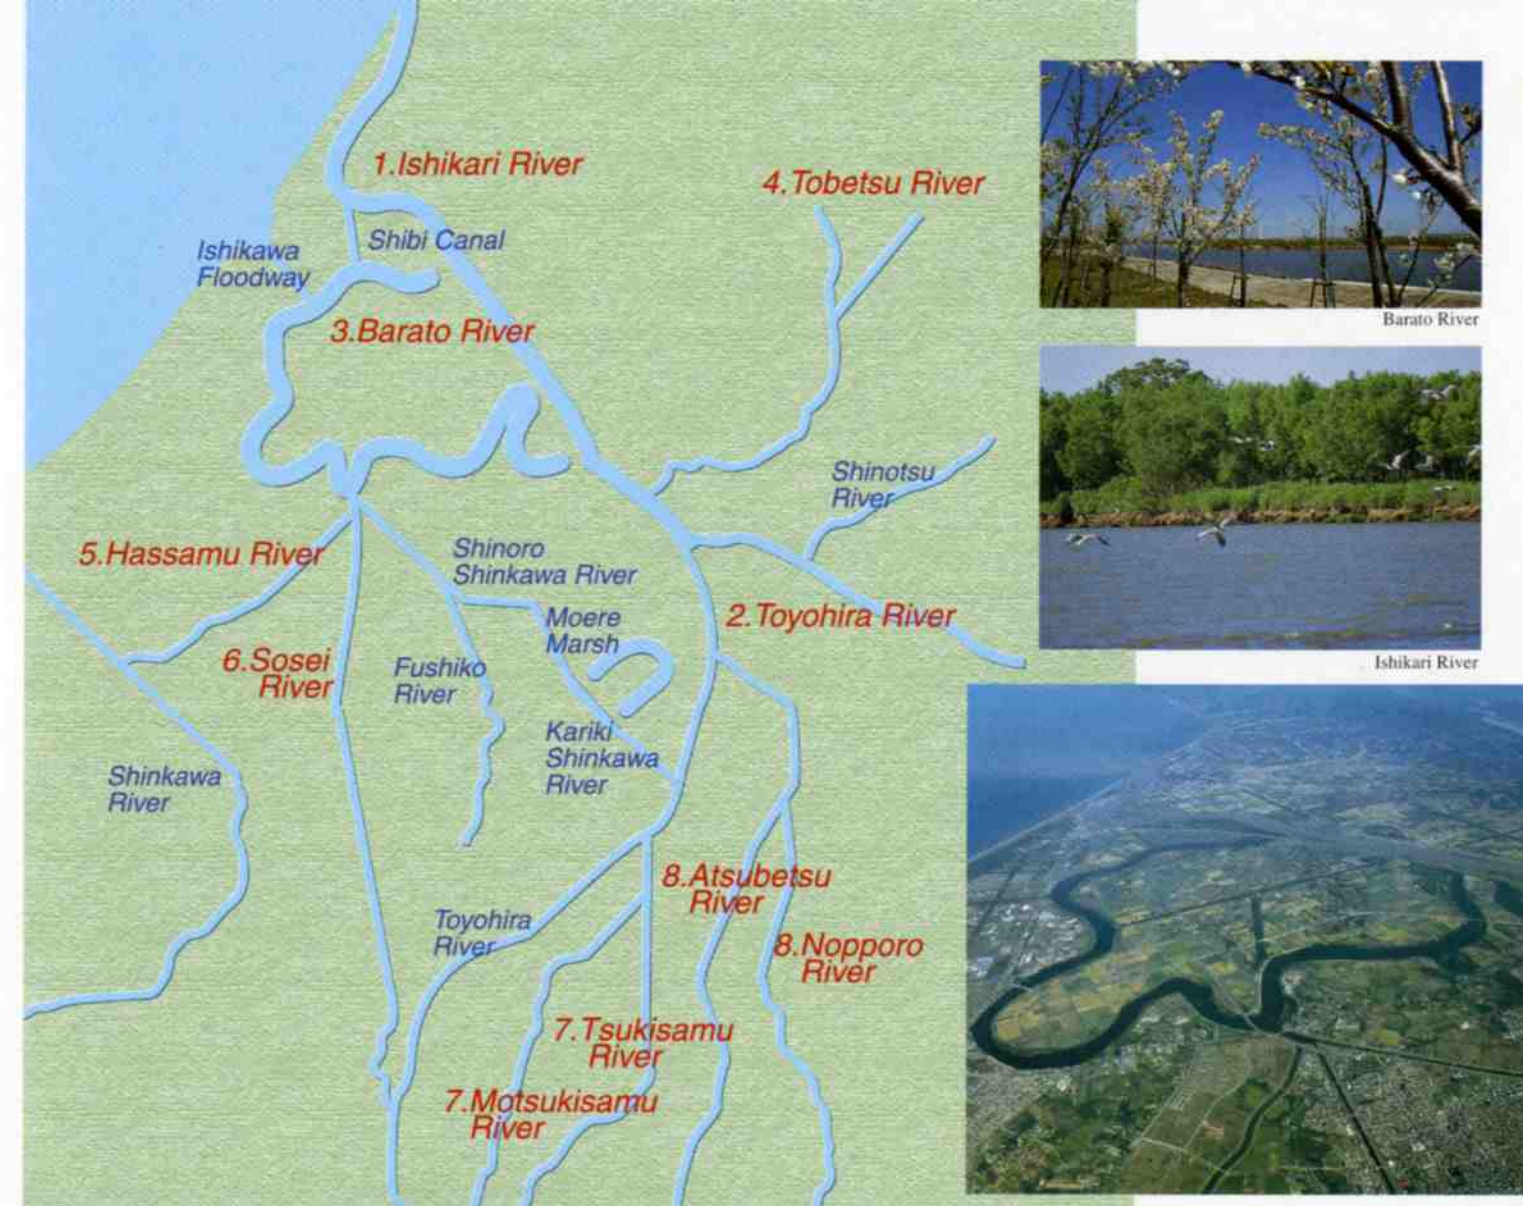 1.Ishikari River
4.Tobetsu River
Ishikawa
Floodway
Shibi Canal
3.Barato River
Barato River
Shinotsu
River
5.Hassamu River
Shinoro
Shinkawa River
2.Toyohira River
Moere
Marsh
6.Sosei
River
Fushiko
River
Ishikari River
Kariki
Shinkawa
River
Shinkawa
River
8.Atsubetsu
River
Toyohira
River
8.Nopporo
River
7.Tsukisamu
River
7.Motsukisamu
River